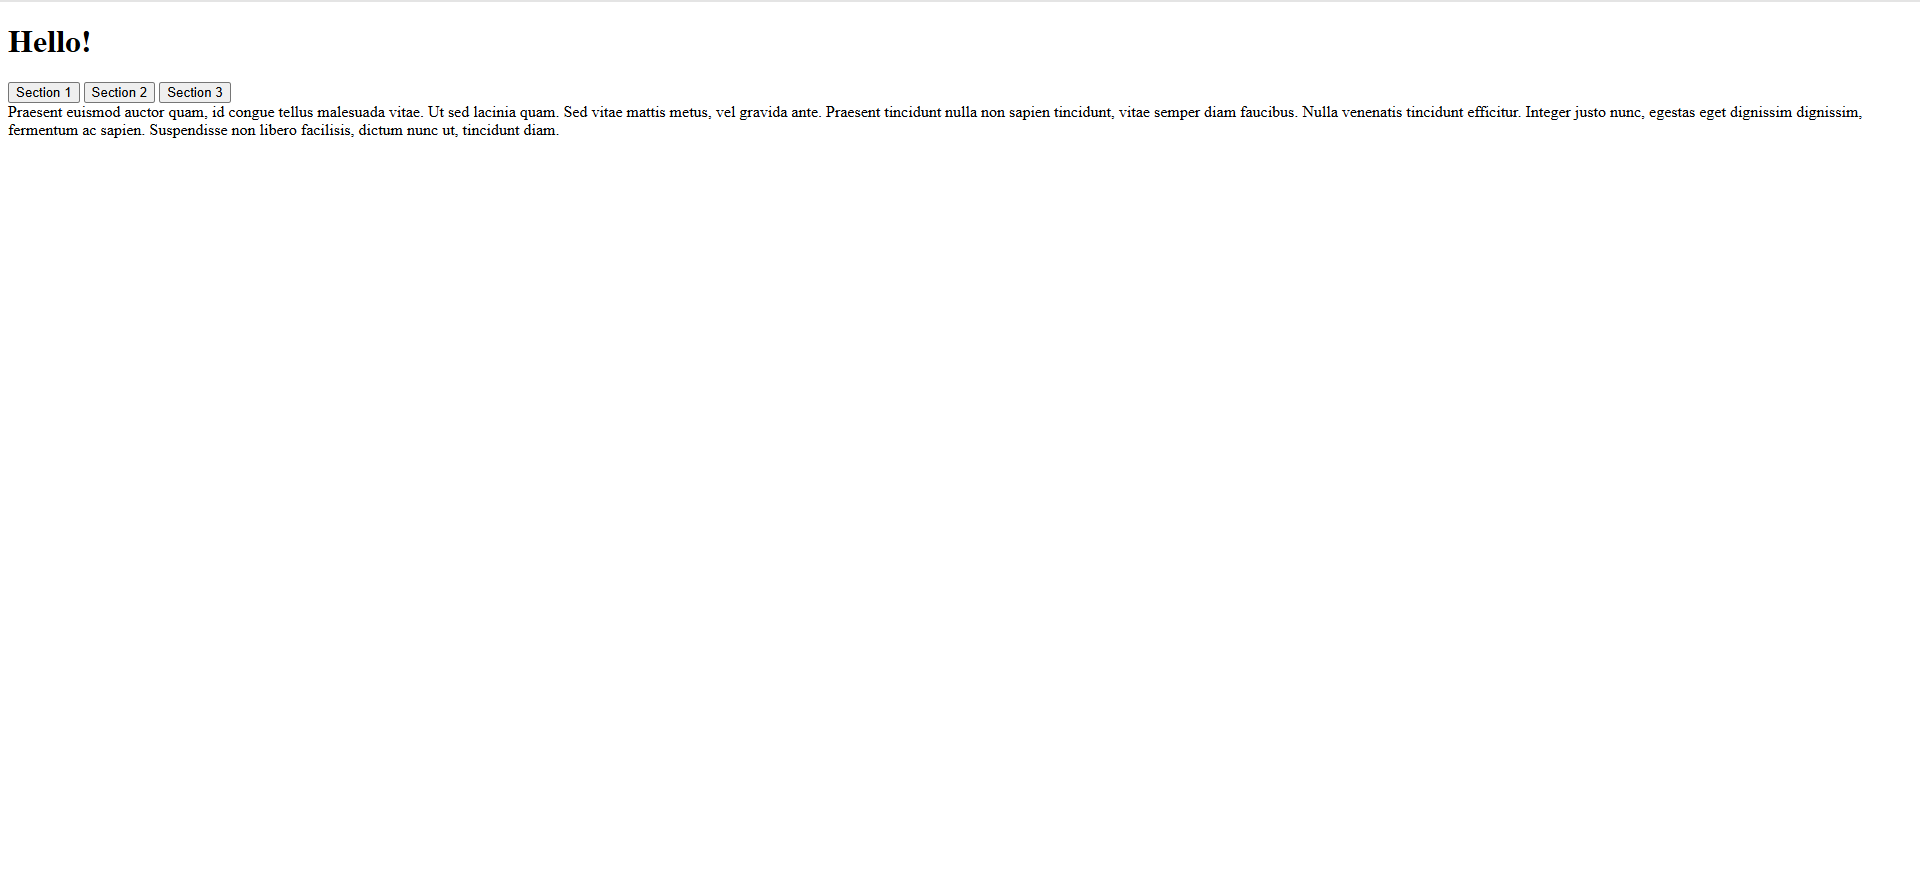 Hello!
Section 1 Section 2 Section 3
Praesent euismod auctor quam, id congue tellus malesuada vitae. Ut sed lacinia quam. Sed vitae mattis metus, vel gravida ante. Praesent tincidunt nulla non sapien tincidunt, vitae semper diam faucibus. Nulla venenatis tincidunt efficitur. Integer justo nunc, egestas eget dignissim dignissim,
fermentum ac sapien. Suspendisse non libero facilisis, dictum nunc ut, tincidunt diam.